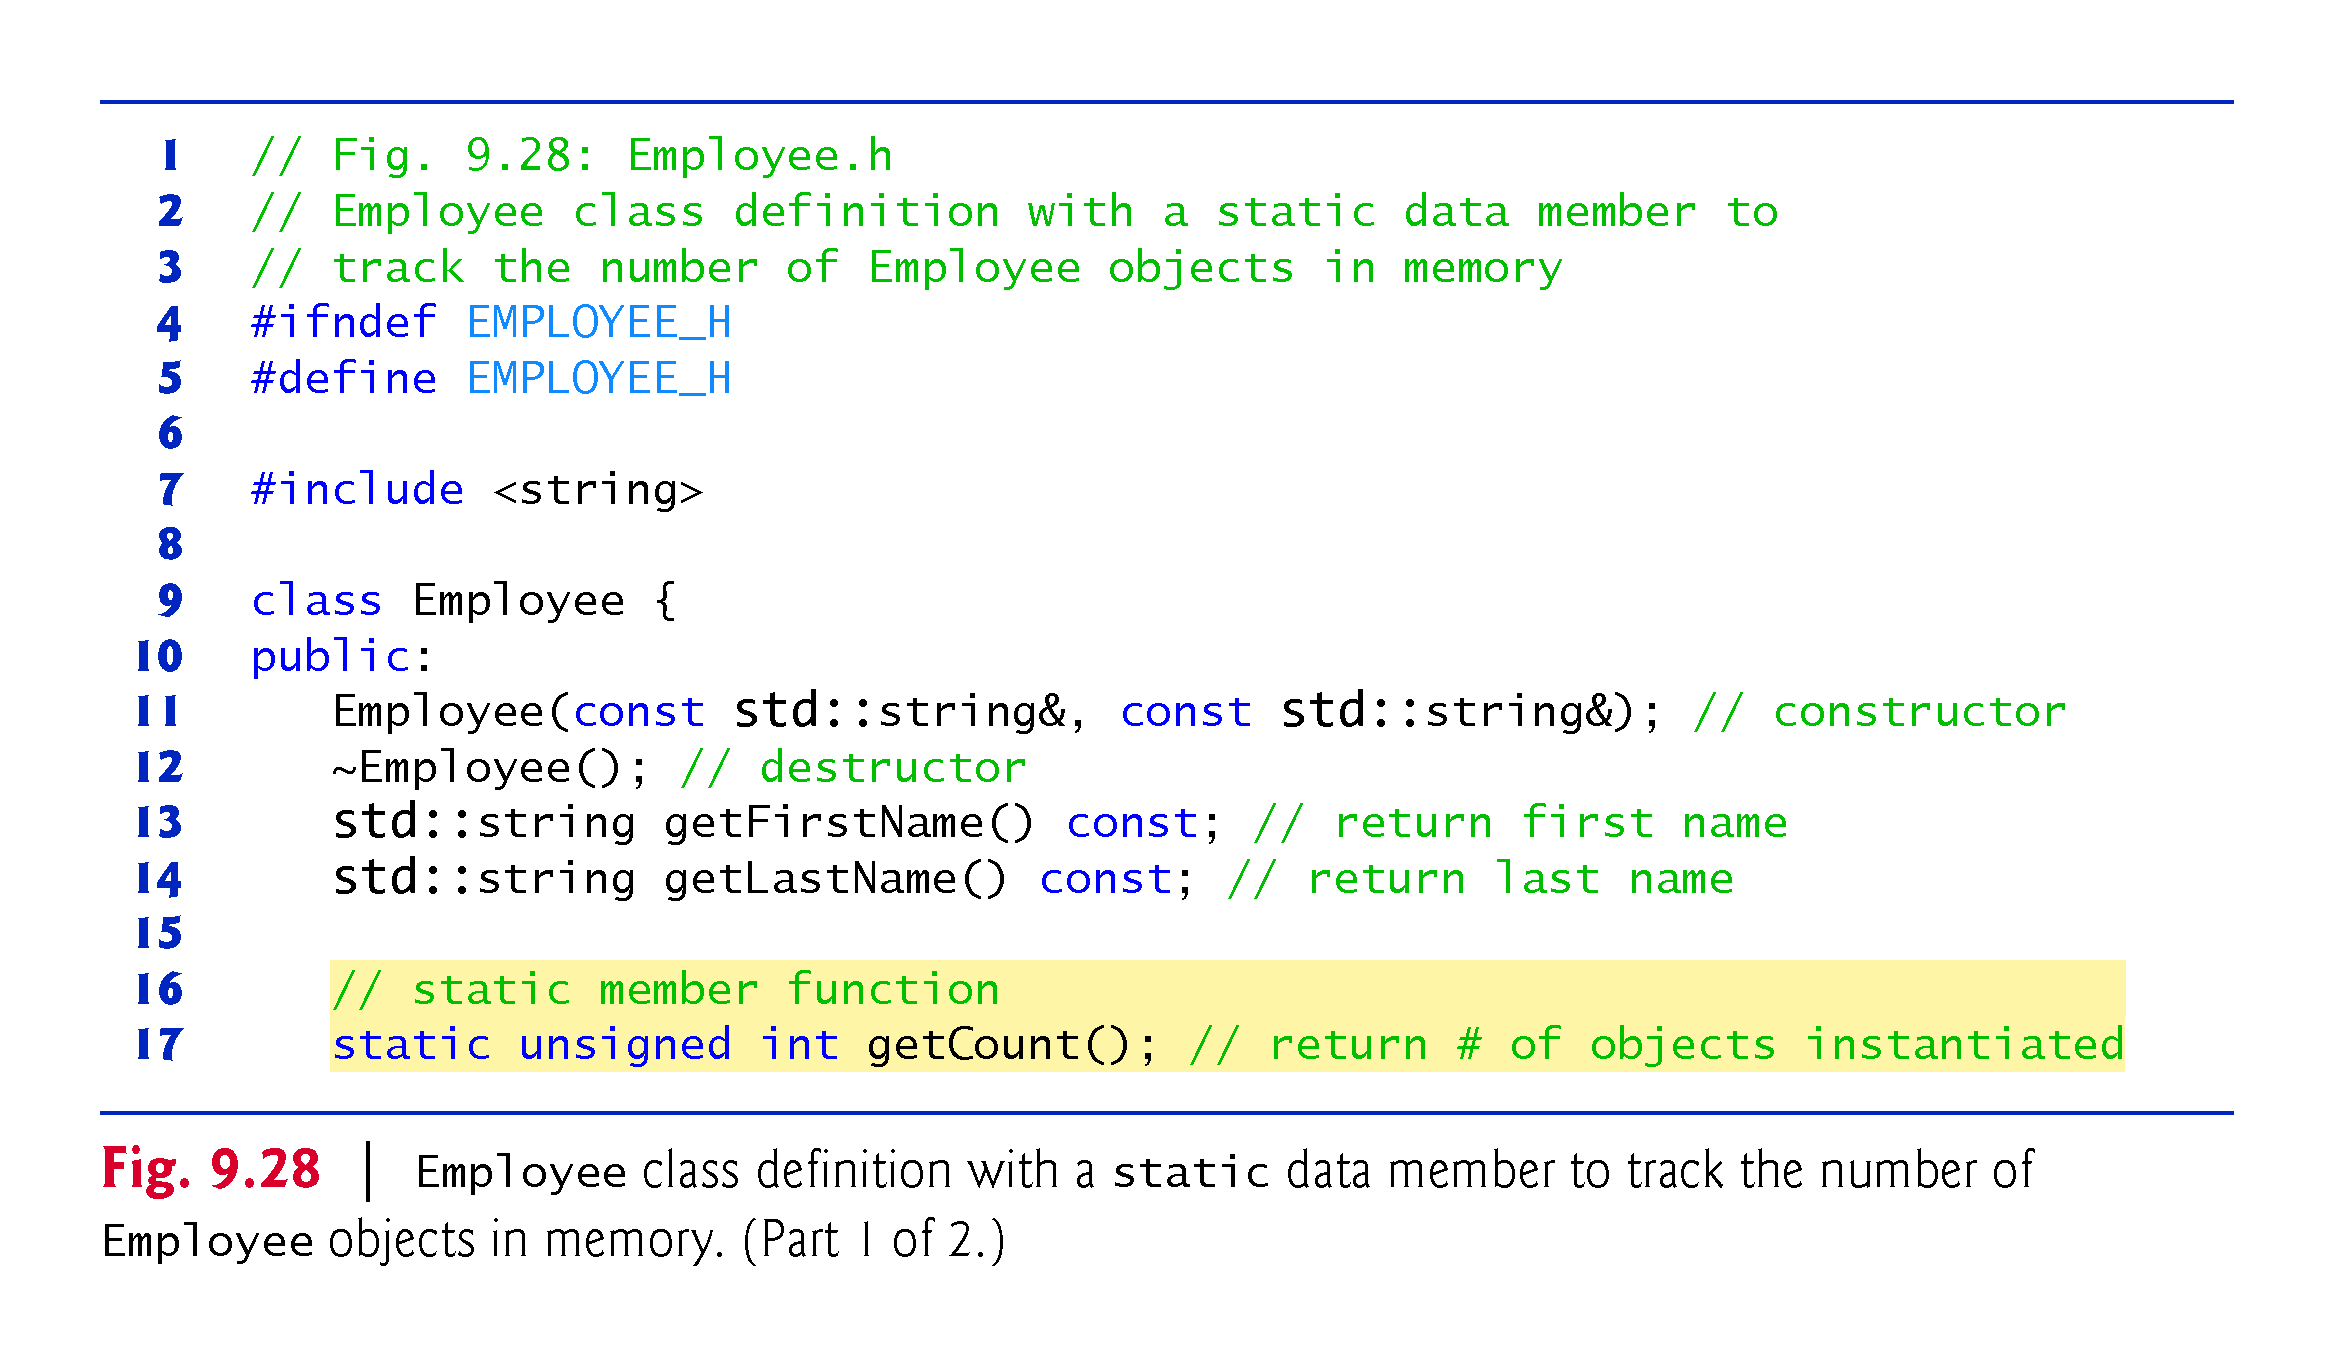 1 // Fig. 9.28: Employee.h
2 // Employee class definition with a static data member to
3 // track the number of Employee objects in memory
4 #ifndef EMPLOYEE_H
5 #define EMPLOYEE_H
6
7 #include <string>
8
9 class Employee {
10 public:
11 Employee(const std::string&, const std::string&); // constructor
12 ~Employee(); // destructor
13 std::string getFirstName() const; // return first name
14 std::string getLastName() const; // return last name
15
16 // static member function
17 static unsigned int getCount(); // return # of objects instantiated
Fig. 9.28 | Employee class definition with a static data member to track the number of
Employee objects in memory. (Part 1 of 2.)